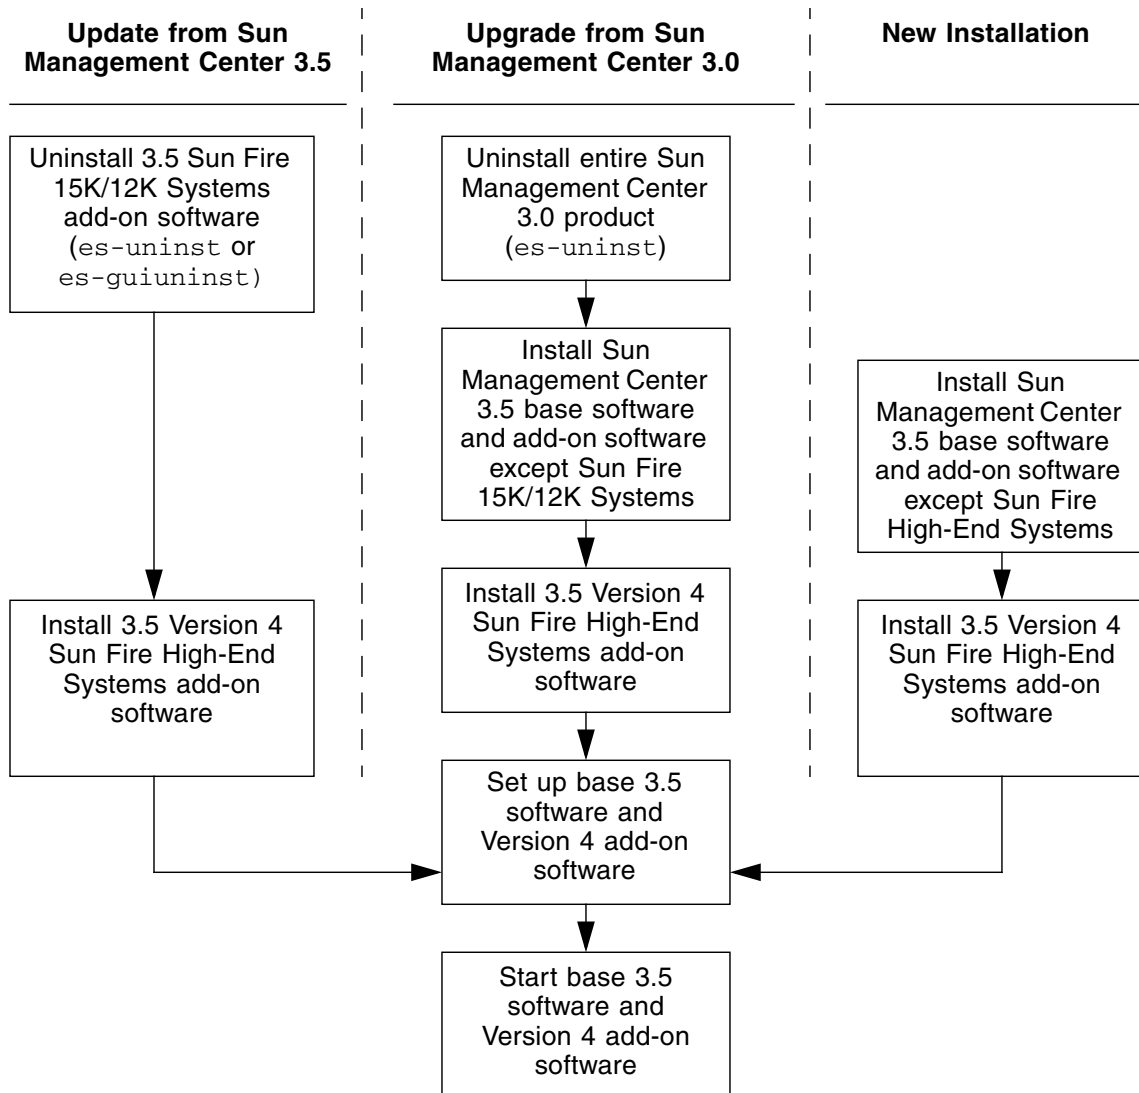 Update from Sun
Management Center 3.5
Upgrade from Sun
Management Center 3.0
New Installation
Uninstall 3.5 Sun Fire
15K/12K Systems
add-on software
(es-uninst or
es-guiuninst)
Uninstall entire Sun
Management Center
3.0 product
(es-uninst)
Install Sun
Management Center
3.5 base software
and add-on software
except Sun Fire
15K/12K Systems
Install Sun
Management Center
3.5 base software
and add-on software
except Sun Fire
High-End Systems
Install 3.5 Version 4
Sun Fire High-End
Systems add-on
software
Install 3.5 Version 4
Sun Fire High-End
Systems add-on
software
Install 3.5 Version 4
Sun Fire High-End
Systems add-on
software
Set up base 3.5
software and
Version 4 add-on
software
Start base 3.5
software and
Version 4 add-on
software